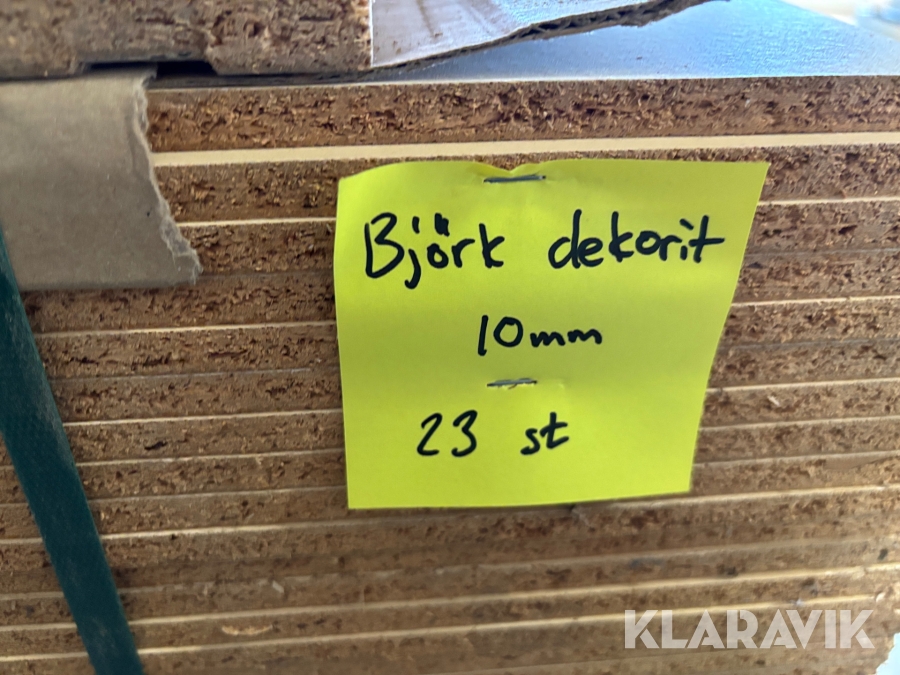 Björk dekorit
10mm
23 st
KLARAVIK